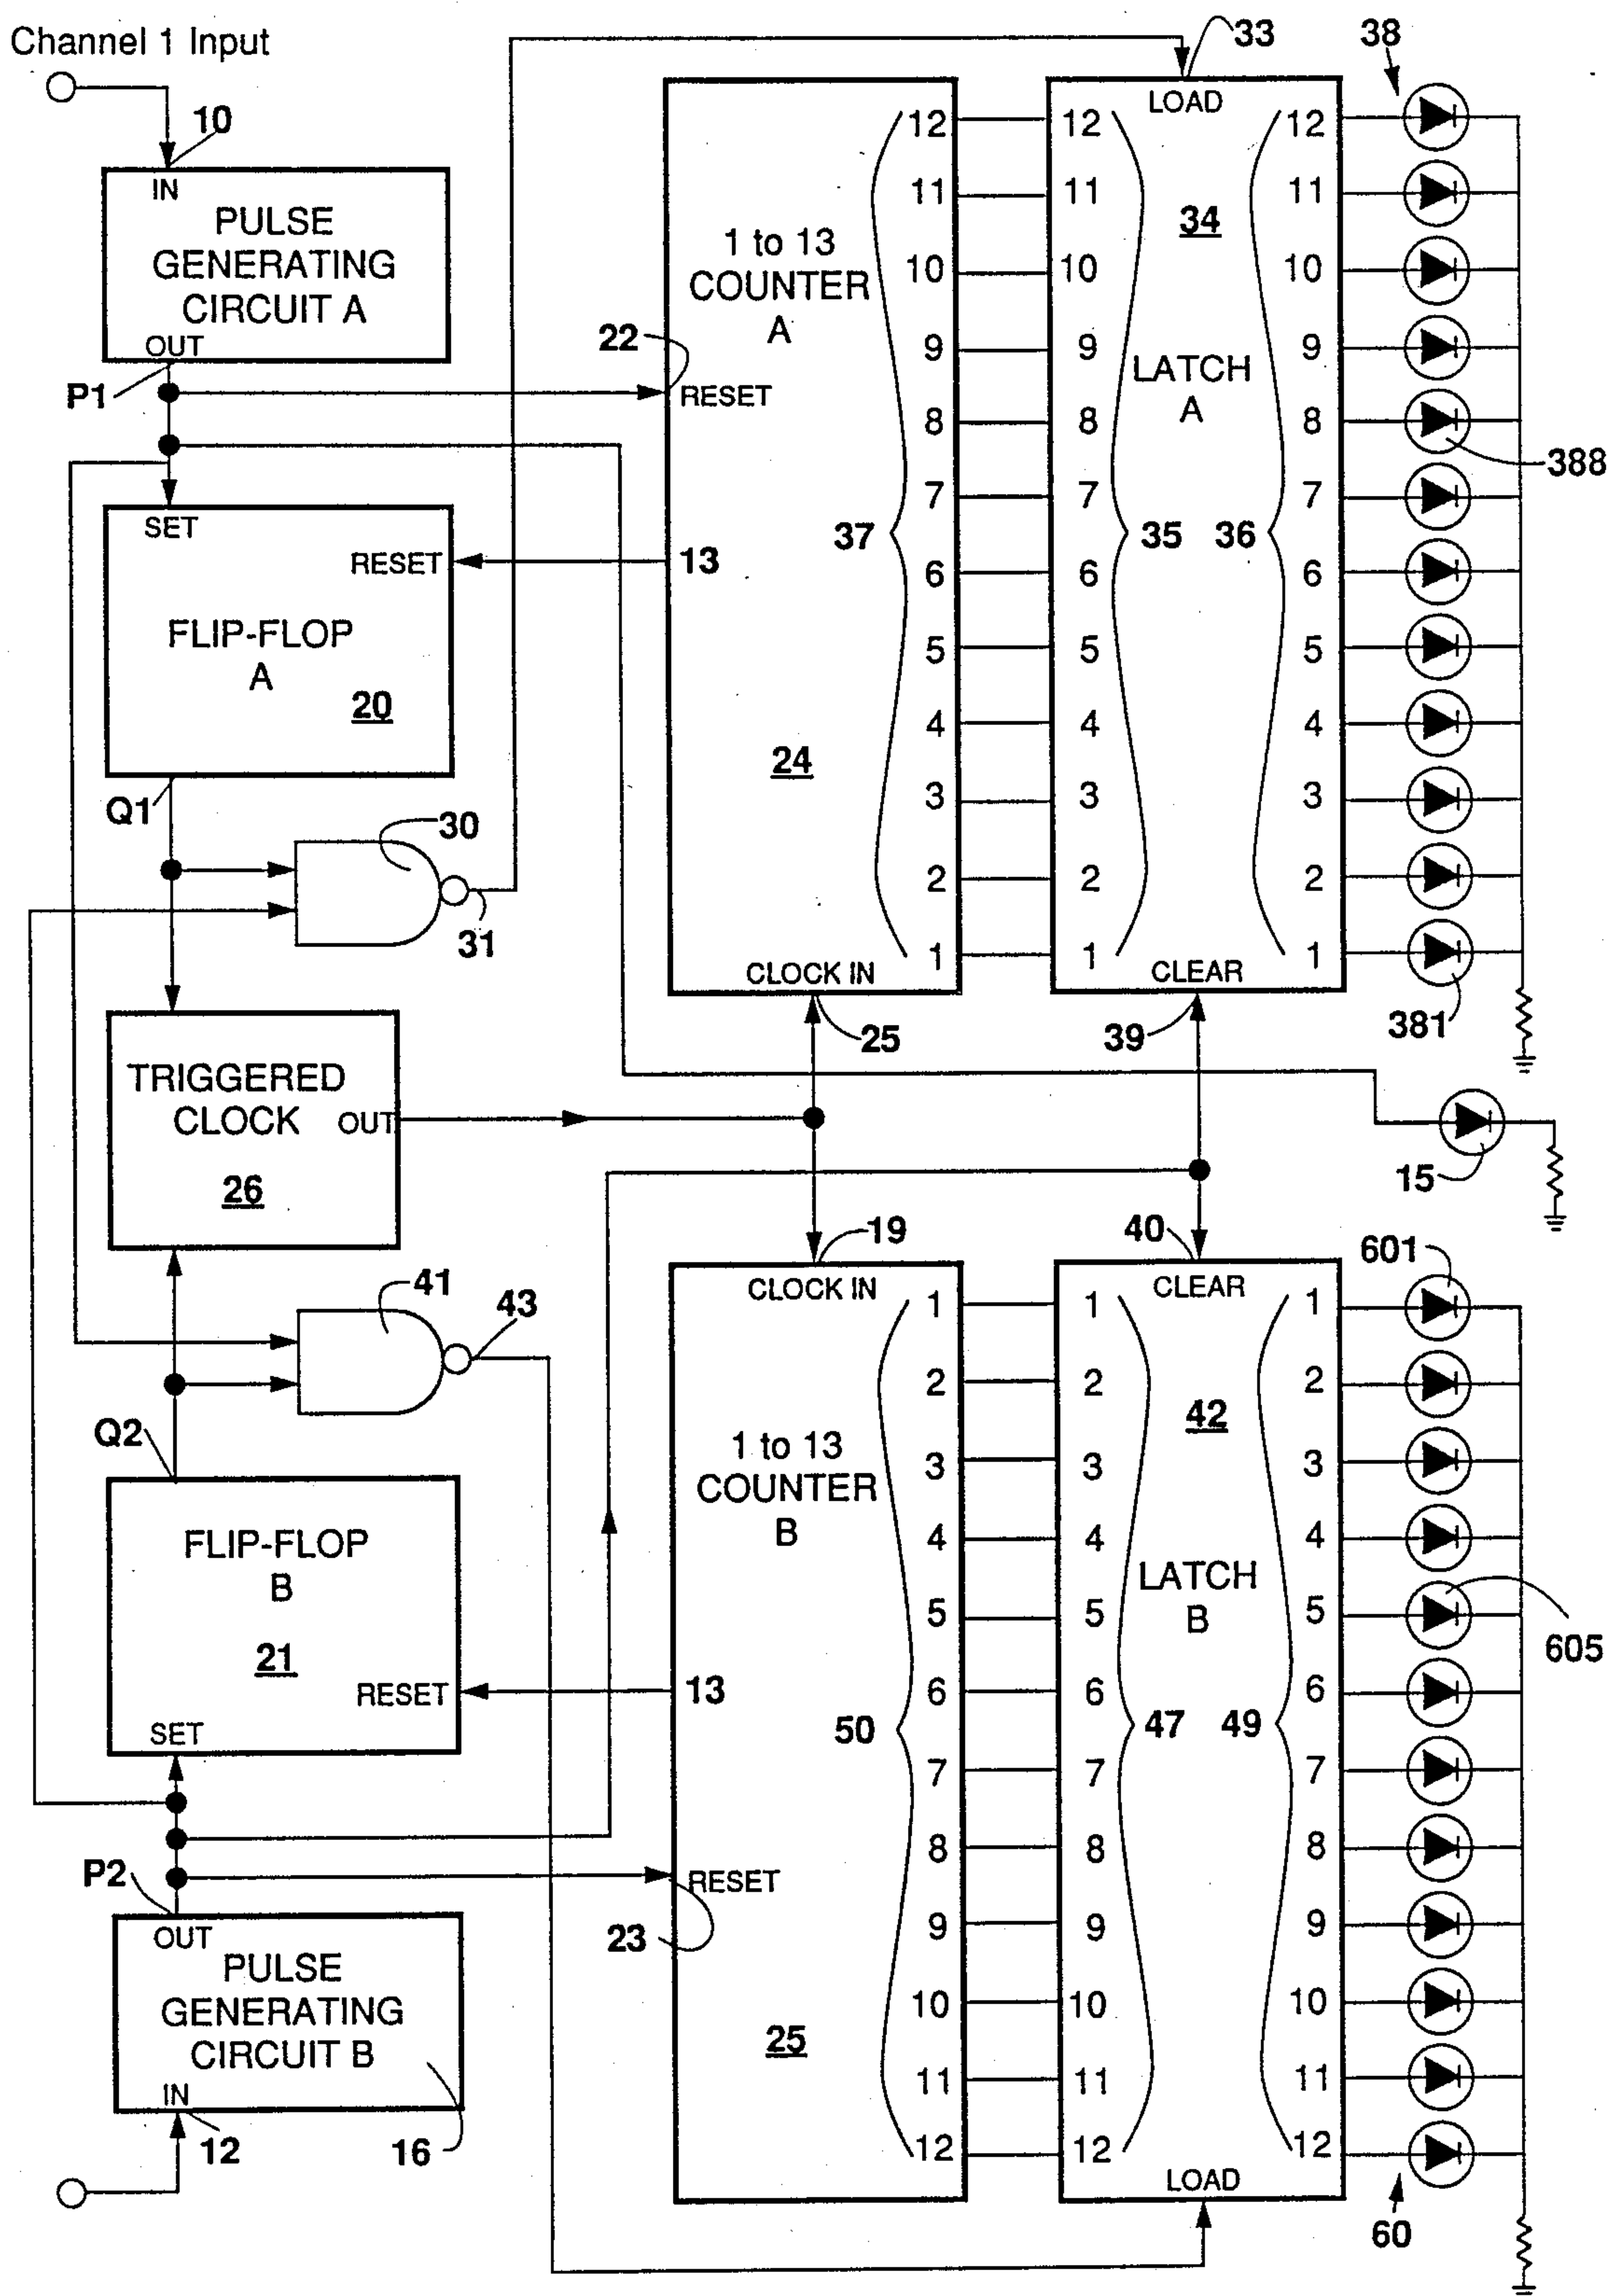 Channel 1 Input
10
IN
PULSE
GENERATING
CIRCUIT A
OUT
P1
SET
RESET
FLIP-FLOP
A
20
Q1
30
31
TRIGGERED
CLOCK
OUT
26
41
43
Q2
FLIP-FLOP
B
21
RESET
SET
P2
OUT
PULSE
GENERATING
CIRCUIT B
IN
12
16
1 to 13
COUNTER
A
22
RESET
13
37
24
CLOCK IN
25
12
11
10
9
8
7
6
5
4
3
2
1
33
LOAD
34
LATCH
A
35
36
CLEAR
39
12
11
10
9
8
7
6
5
4
3
2
1
12
11
10
9
8
7
6
5
4
3
2
1
38
388
381
15
19
CLOCK IN
1 to 13
COUNTER
B
13
50
RESET
23
25
1
2
3
4
5
6
7
8
9
10
11
12
40
CLEAR
42
LATCH
B
47
49
LOAD
1
2
3
4
5
6
7
8
9
10
11
12
1
2
3
4
5
6
7
8
9
10
11
12
601
605
60